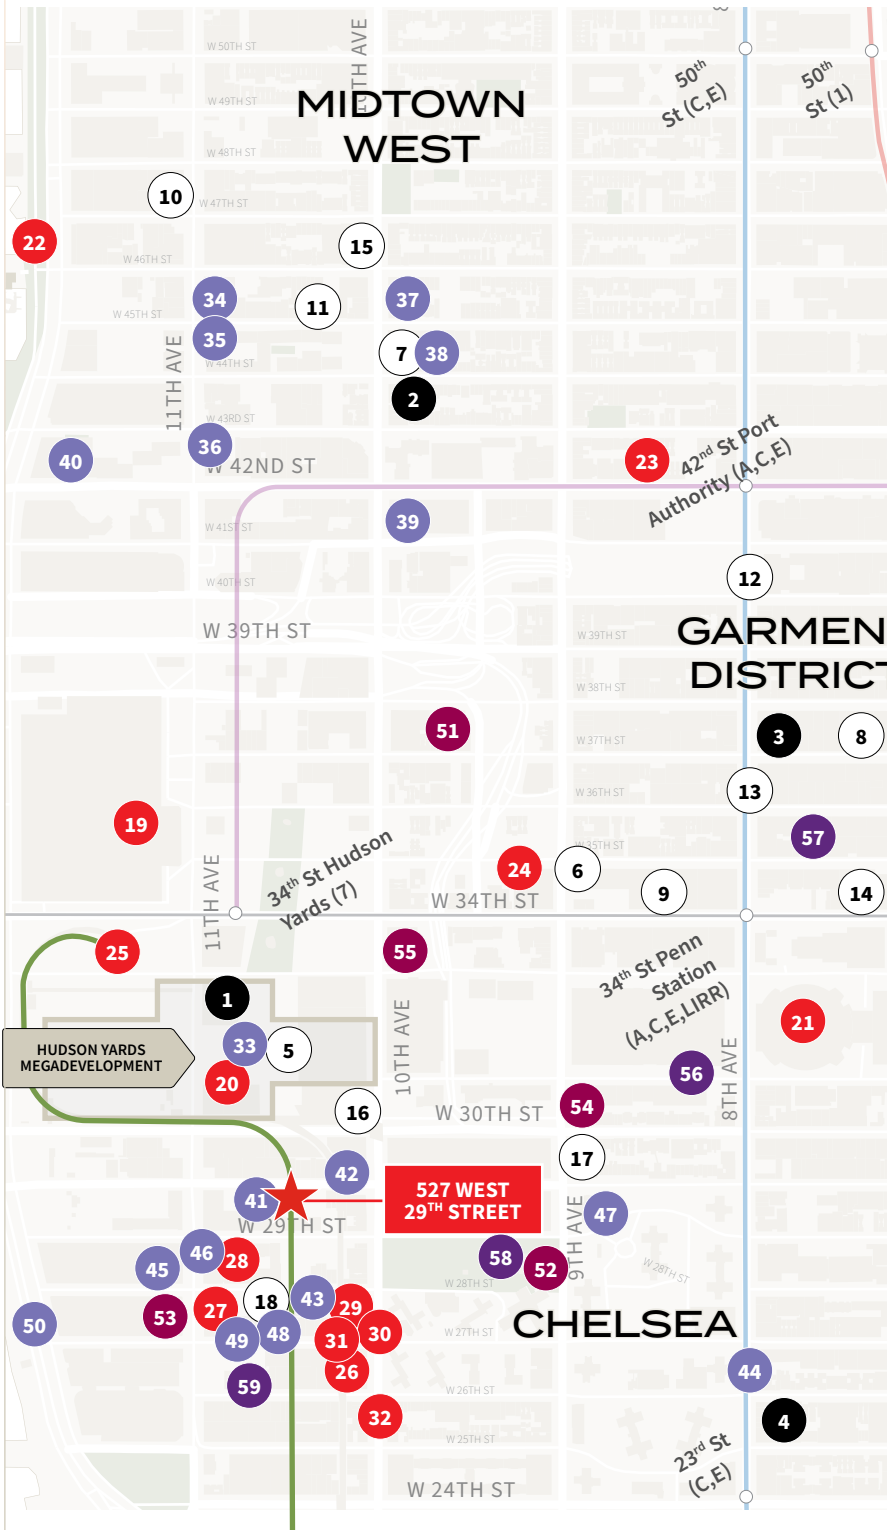 W 50TH ST
10TH AVE
50th
St (C,E)
50th
St (1)
W 49TH ST
MIDTOWN
WEST
W 48TH ST
10
W 47TH ST
22
15
W 46TH ST
34
11
37
W 45TH ST
35
7
38
11TH AVE
W 44TH ST
2
W 43RD ST
36
40
W 42ND ST
23
42nd St Port
Authority (A,C,E)
39
W 41ST ST
12
W 40TH ST
W 39TH ST
W 39TH ST
GARMEN
DISTRICT
W 38TH ST
51
3
8
W 37TH ST
13
W 36TH ST
19
57
W 35TH ST
24
6
34th St Hudson
Yards (7)
11TH AVE
9
14
W 34TH ST
25
55
34th St Penn
Station
(A,C,E,LIRR)
1
21
10TH AVE
33
5
HUDSON YARDS
MEGADEVELOPMENT
20
56
8TH AVE
16
W 30TH ST
54
17
42
41
527 WEST
29TH STREET
47
W 29TH ST
9TH AVE
46
28
45
58
52
W 28TH ST
W 28TH ST
18
43
29
27
53
50
49
48
31
30
W 27TH ST
CHELSEA
26
44
59
W 26TH ST
32
4
W 25TH ST
23rd St
(C,E)
W 24TH ST